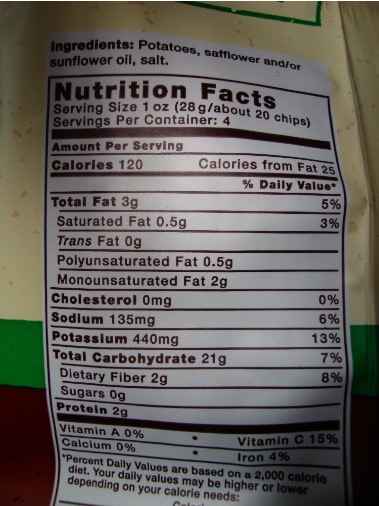 Ingredients: Potatoes, safflower and/or
sunflower oil, salt.
Nutrition Facts
Serving Size 1 oz (28g/about 20 chips)
Servings Per Container: 4
Amount Per Serving
Calories 120 Calories from Fat 25
% Daily Value*
Total Fat 3g 5%
Saturated Fat 0.5g 3%
Trans Fat 0g
Polyunsaturated Fat 0.5g
Monounsaturated Fat 2g
Cholesterol 0mg 0%
Sodium 135mg 6%
Potassium 440mg 13%
Total Carbohydrate 21g 7%
Dietary Fiber 2g 8%
Sugars 0g
Protein 2g
Vitamin A 0% • Vitamin C 15%
Calcium 0% • Iron 4%
*Percent Daily Values are based on a 2,000 calorie
diet. Your daily values may be higher or lower
depending on your calorie needs: